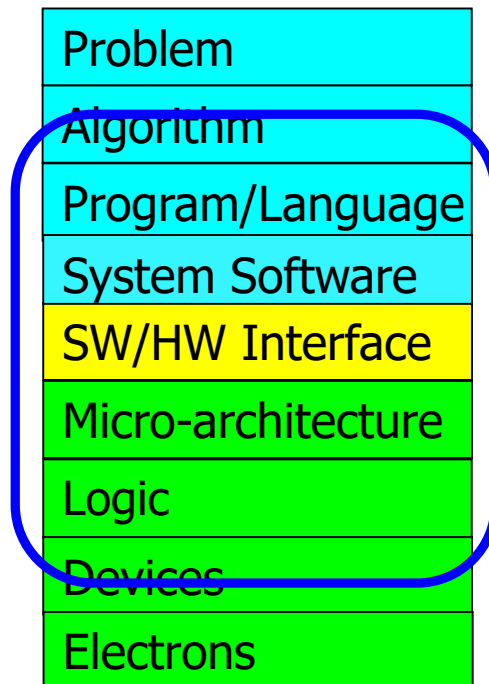 Problem
Algorithm
Program/Language
System Software
SW/HW Interface
Micro-architecture
Logic
Devices
Electrons